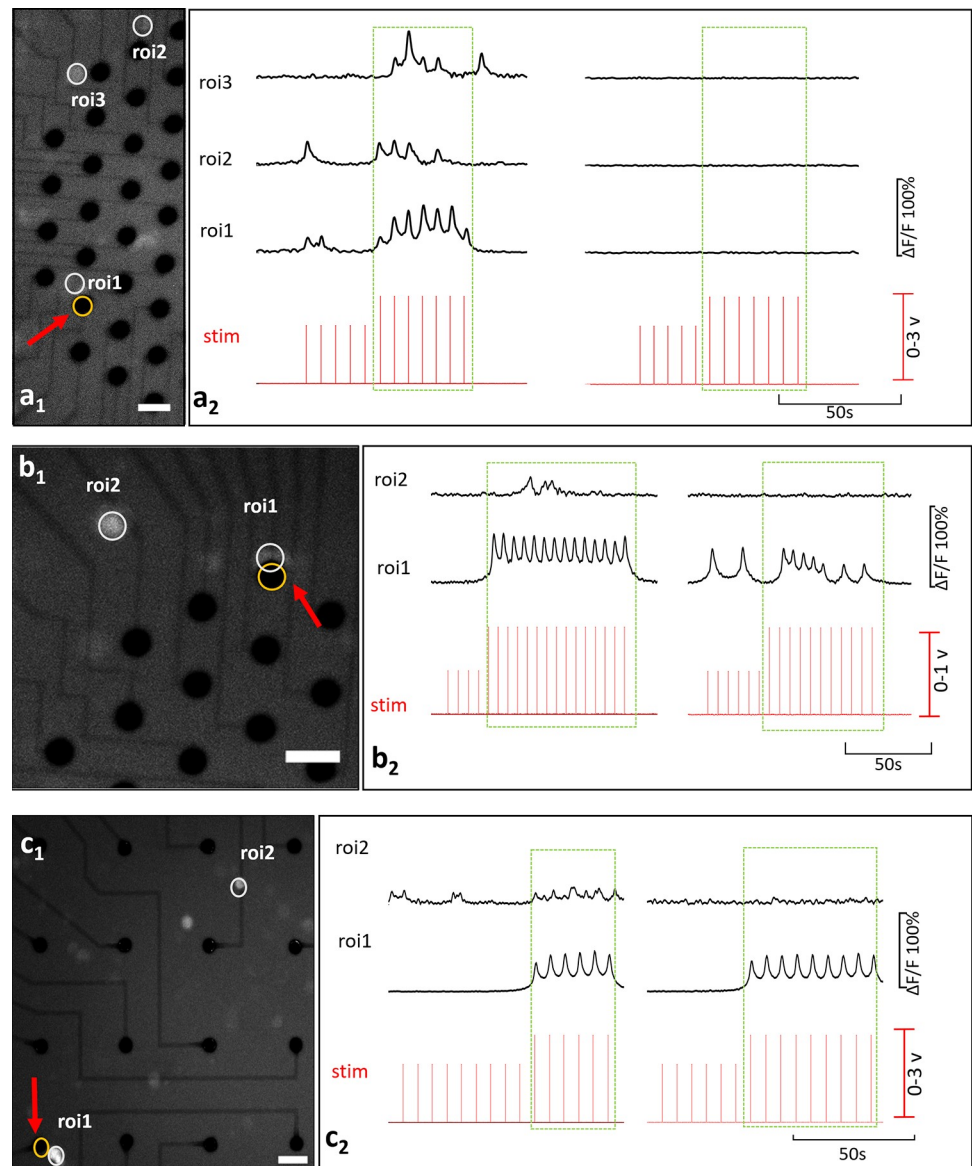 roi2
roi3
roi1
a1
roi3
roi2
roi1
stim
ΔF/F 100%
0-3 v
50s
a2
b1
roi2
roi1
roi2
roi1
stim
ΔF/F 100%
0-1 v
50s
b2
c1
roi2
roi1
roi2
roi1
stim
ΔF/F 100%
0-3 v
50s
c2